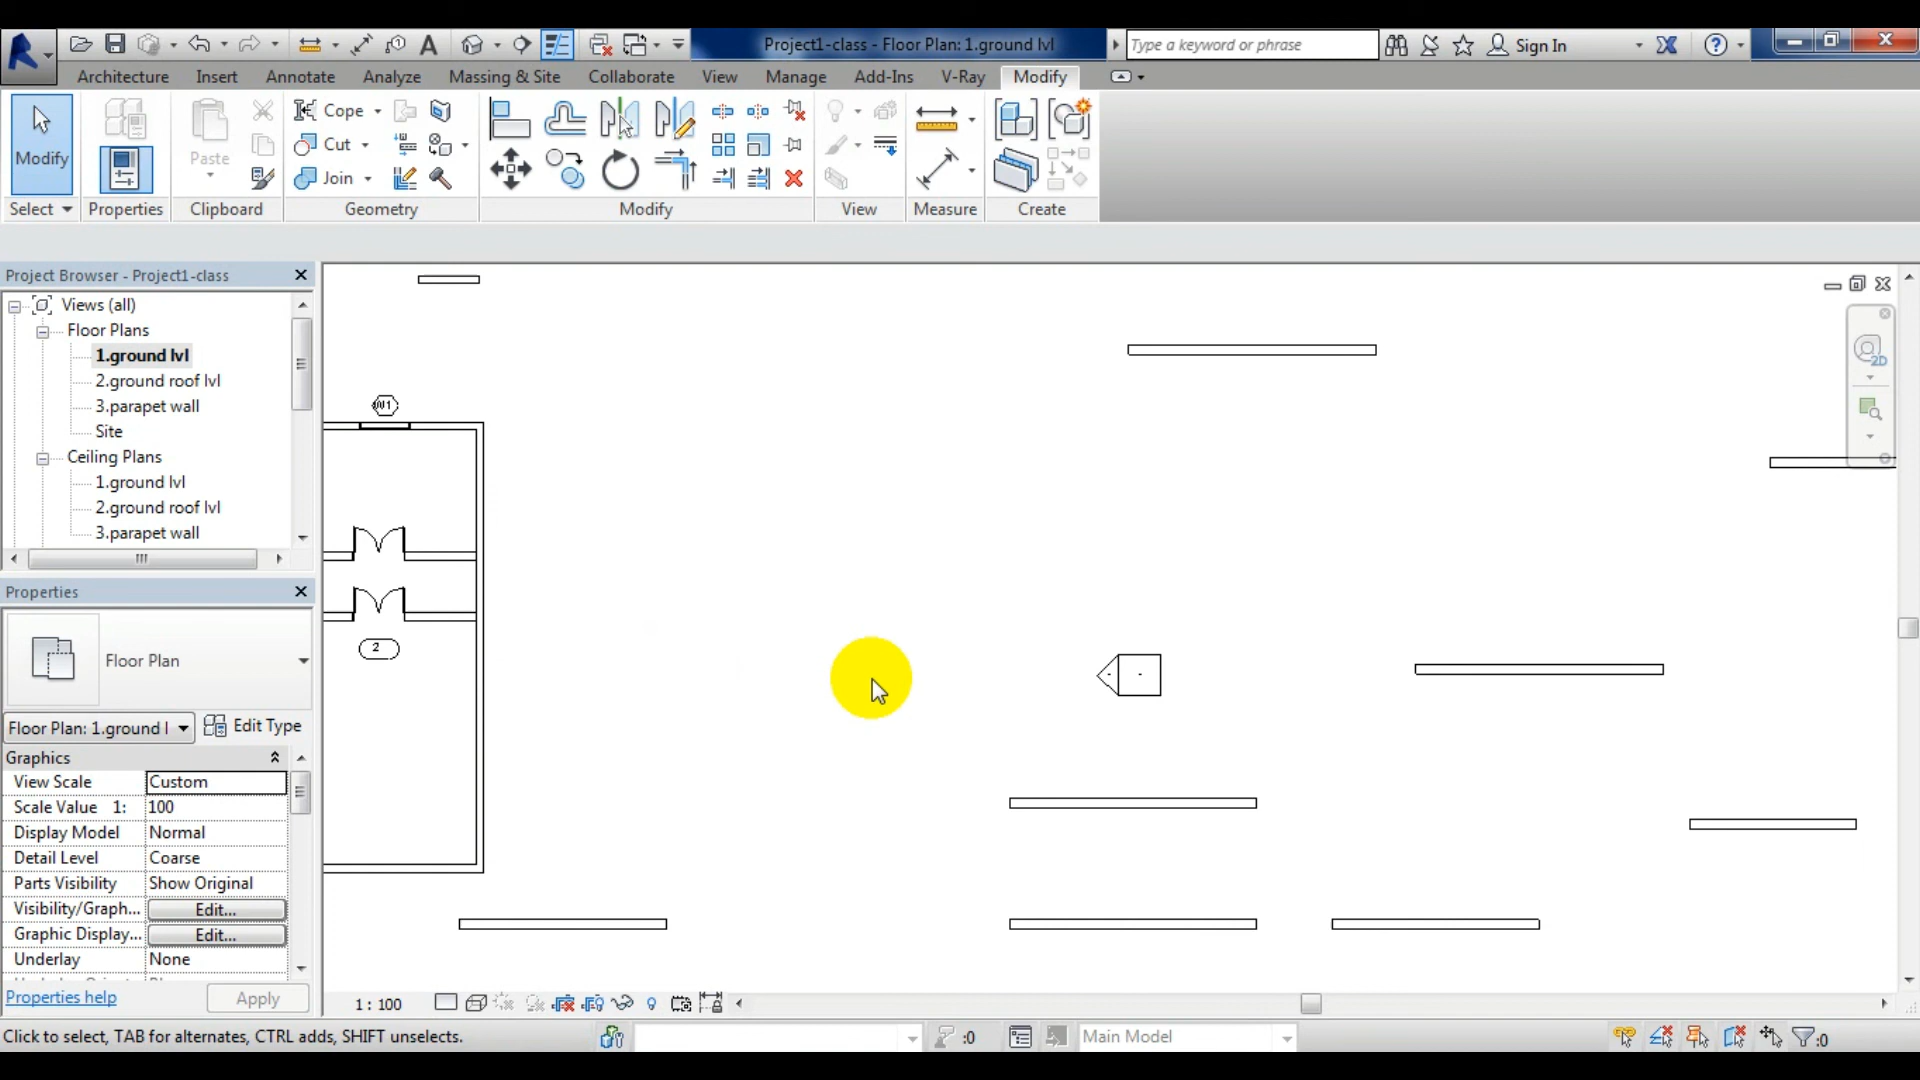 Project1-class - Floor Plan: 1.ground lvl
Type a keyword or phrase
Sign In
Architecture Insert Annotate Analyze Massing & Site Collaborate View Manage Add-Ins V-Ray Modify
Modify
Paste
Cope
Cut
Join
Select Properties Clipboard Geometry Modify View Measure Create
Project Browser - Project1-class
Views (all)
Floor Plans
1.ground lvl
2.ground roof lvl
3.parapet wall
Site
Ceiling Plans
1.ground lvl
2.ground roof lvl
3.parapet wall
Properties
Floor Plan
Floor Plan: 1.ground l
Edit Type
Graphics
View Scale Custom
Scale Value 1: 100
Display Model Normal
Detail Level Coarse
Parts Visibility Show Original
Visibility/Graph... Edit...
Graphic Display... Edit...
Underlay None
Properties help
Apply
2
2D
1 : 100
Click to select, TAB for alternates, CTRL adds, SHIFT unselects.
:0
Main Model
:0